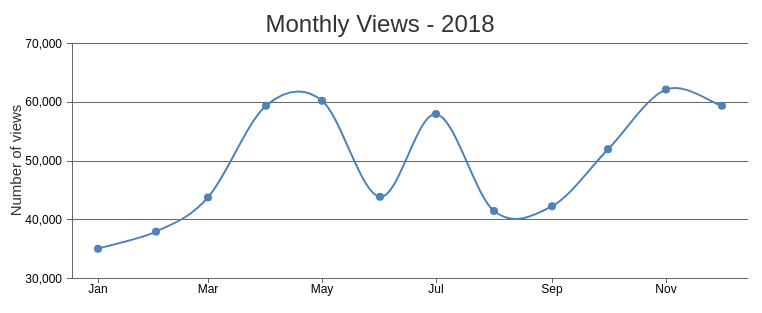 Monthly Views - 2018
Number of views
70,000
60,000
50,000
40,000
30,000
Jan Mar May Jul Sep Nov